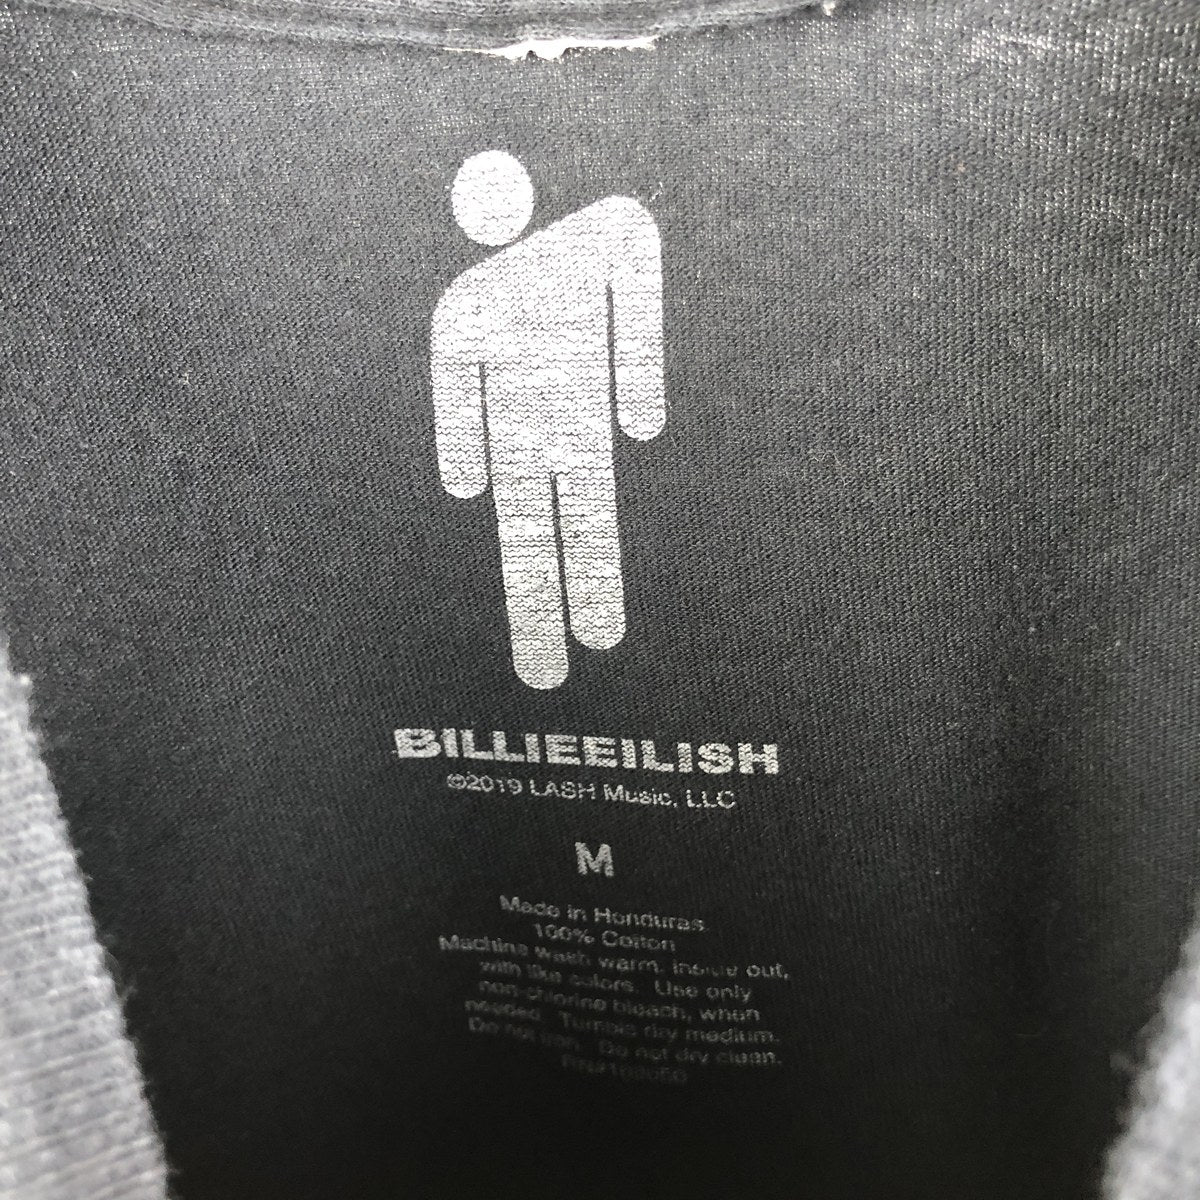 BILLIEEILISH
©2019 LASH Music, LLC
M
Made in Honduras
100% Cotton
Machine wash warm, inside out,
with like colors. Use only
non-chlorine bleach, when
needed. Tumble dry medium.
Do not iron. Do not dry clean.